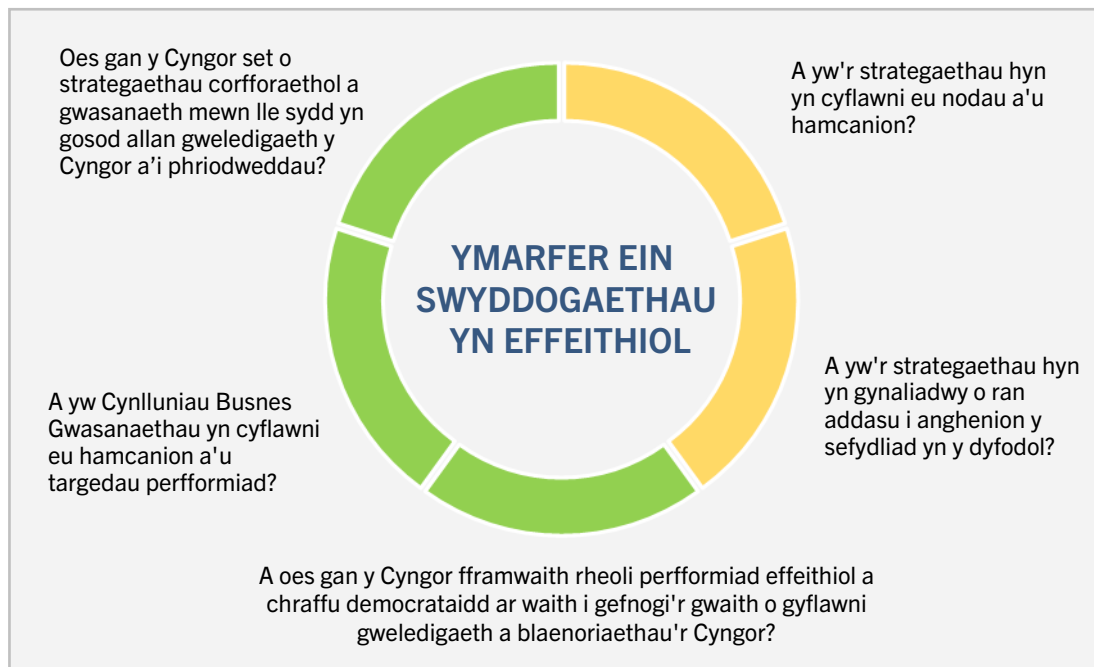 Oes gan y Cyngor set o
strategaethau corfforaethol a
gwasanaeth mewn lle sydd yn
gosod allan gweledigaeth y
Cyngor a’i phriodweddau?
A yw'r strategaethau hyn
yn cyflawni eu nodau a'u
hamcanion?
YMARFER EIN
SWYDDOGAETHAU
YN EFFEITHIOL
A yw Cynlluniau Busnes
Gwasanaethau yn cyflawni
eu hamcanion a'u
targedau perfformiad?
A yw'r strategaethau hyn
yn gynaliadwy o ran
addasu i anghenion y
sefydliad yn y dyfodol?
A oes gan y Cyngor fframwaith rheoli perfformiad effeithiol a
chraffu democrataidd ar waith i gefnogi'r gwaith o gyflawni
gweledigaeth a blaenoriaethau'r Cyngor?